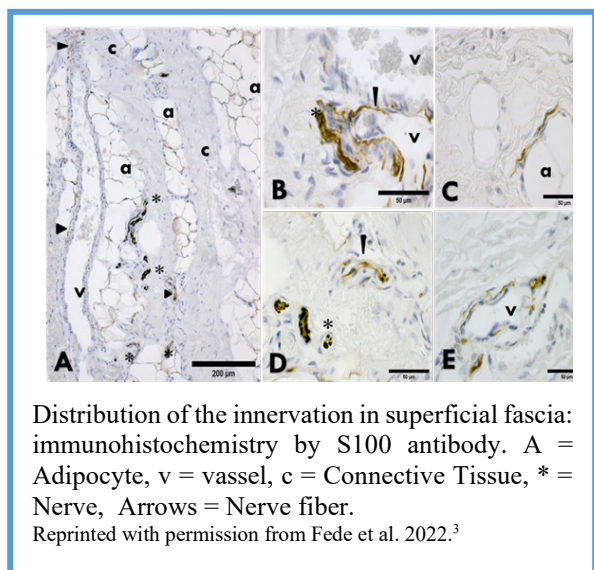 c
a
a
a
c
*
*
*
*
v
A
200 µm
*
v
v
B
50 µm
a
C
50 µm
*
D
50 µm
v
E
50 µm
Distribution of the innervation in superficial fascia:
immunohistochemistry by S100 antibody. A =
Adipocyte, v = vassel, c = Connective Tissue, * =
Nerve, Arrows = Nerve fiber.
Reprinted with permission from Fede et al. 2022.³